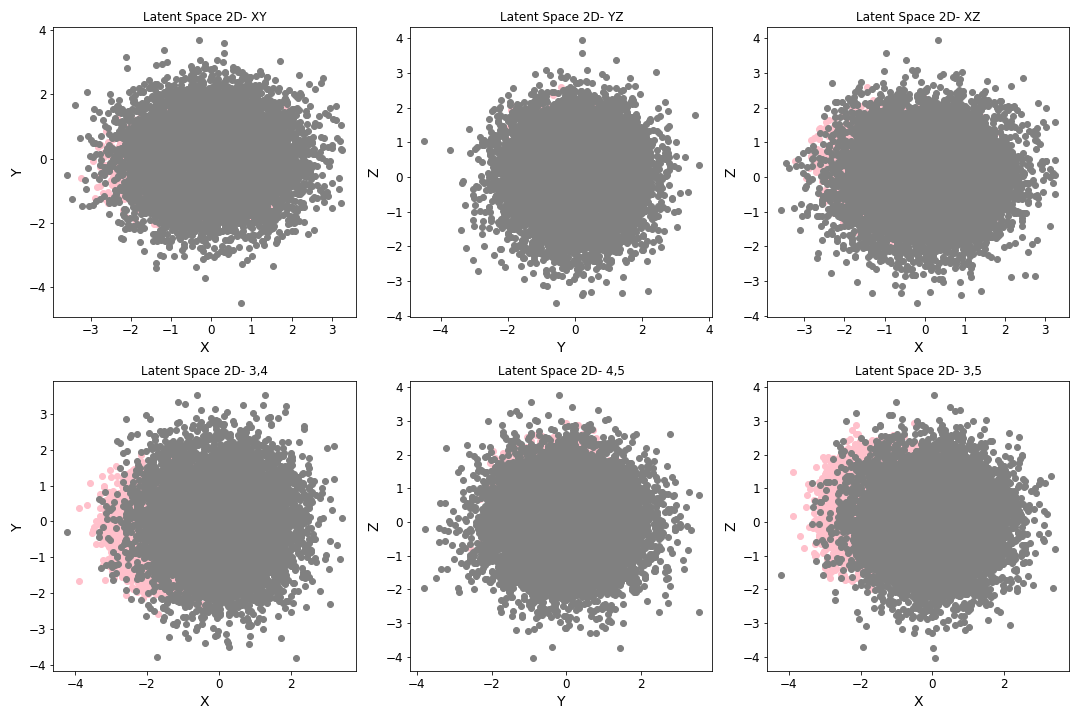 Latent Space 2D- XY
Y
4
2
0
−2
−4
−3 −2 −1 0 1 2 3
X
Latent Space 2D- YZ
Z
4
3
2
1
0
−1
−2
−3
−4
−4 −2 0 2 4
Y
Latent Space 2D- XZ
Z
4
3
2
1
0
−1
−2
−3
−4
−3 −2 −1 0 1 2 3
X
Latent Space 2D- 3,4
Y
3
2
1
0
−1
−2
−3
−4
−4 −2 0 2
X
Latent Space 2D- 4,5
Z
4
3
2
1
0
−1
−2
−3
−4
−4 −2 0 2
Y
Latent Space 2D- 3,5
Z
4
3
2
1
0
−1
−2
−3
−4
−4 −2 0 2
X